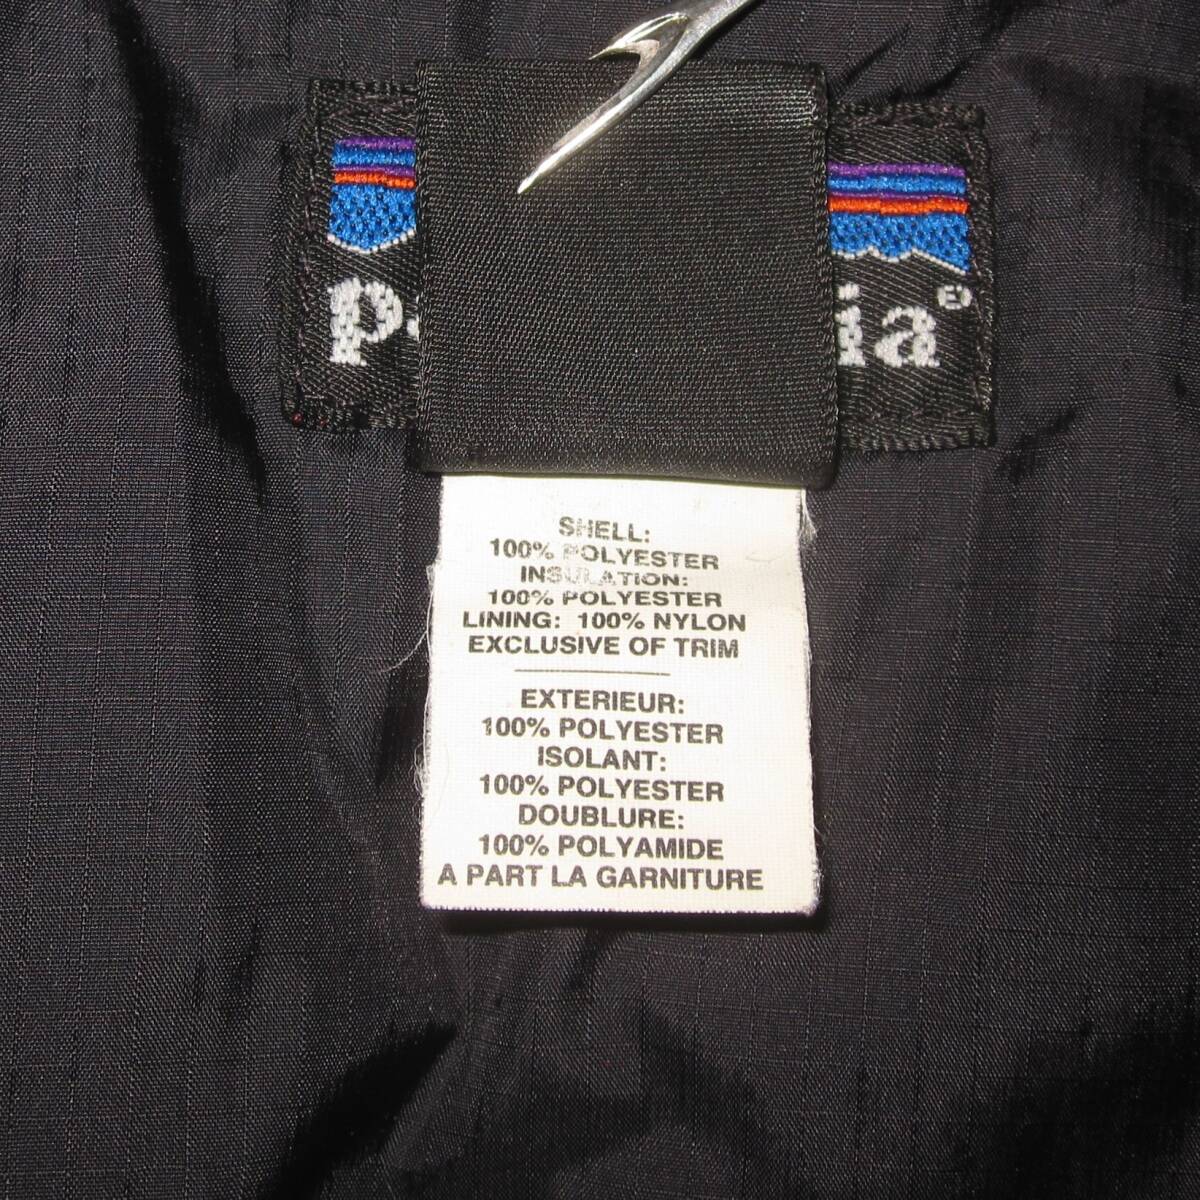 SHELL:
100% POLYESTER
INSULATION:
100% POLYESTER
LINING: 100% NYLON
EXCLUSIVE OF TRIM
EXTERIEUR:
100% POLYESTER
ISOLANT:
100% POLYESTER
DOUBLURE:
100% POLYAMIDE
A PART LA GARNITURE